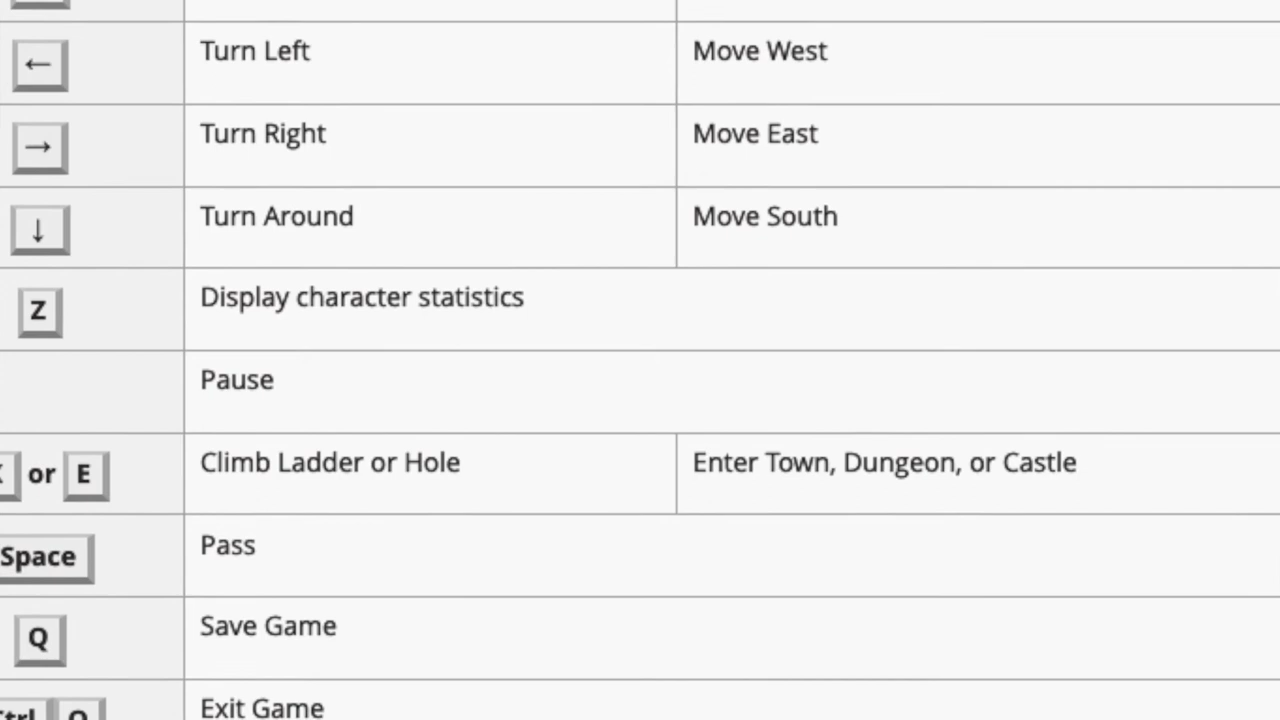 ← Turn Left Move West
→ Turn Right Move East
↓ Turn Around Move South
Z Display character statistics
Pause
or E Climb Ladder or Hole Enter Town, Dungeon, or Castle
Space Pass
Q Save Game
Exit Game